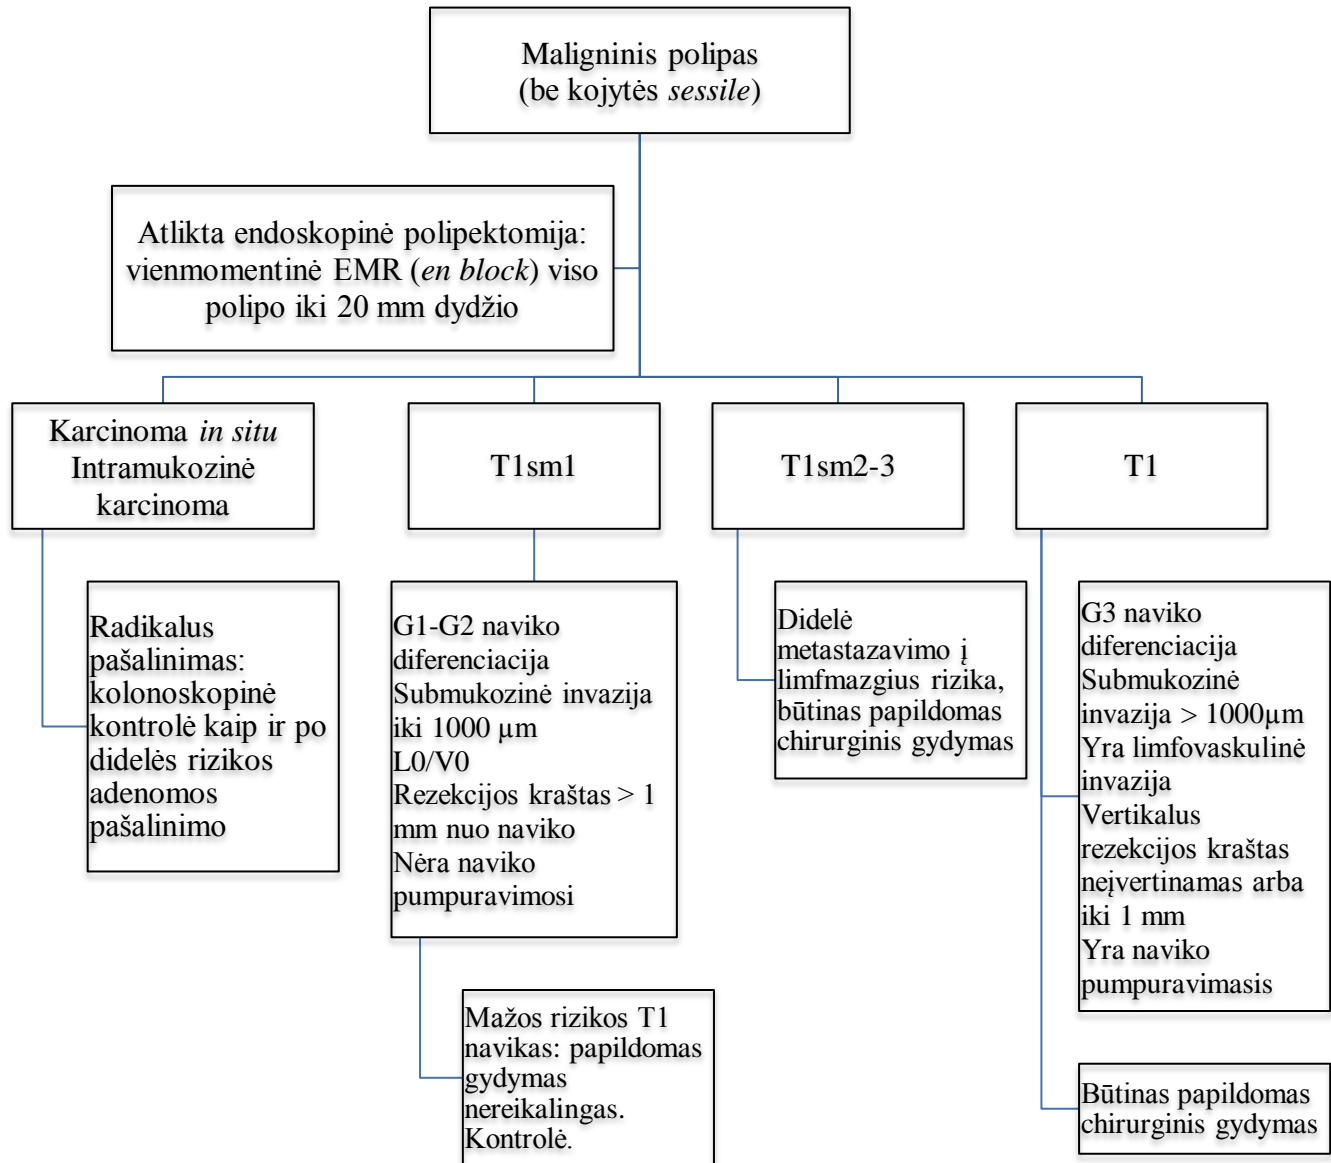 Maligninis polipas
(be kojytės sessile)
Atlikta endoskopinė polipektomija:
vienmomentinė EMR (en block) viso
polipo iki 20 mm dydžio
Karcinoma in situ
Intramukozinė
karcinoma
T1sm1
T1sm2-3
T1
Radikalus
pašalinimas:
kolonoskopinė
kontrolė kaip ir po
didelės rizikos
adenomos
pašalinimo
G1-G2 naviko
diferenciacija
Submukozinė invazija
iki 1000 µm
L0/V0
Rezekcijos kraštas > 1
mm nuo naviko
Nėra naviko
pumpuravimosi
Didelė
metastazavimo į
limfmazgius rizika,
būtinas papildomas
chirurginis gydymas
G3 naviko
diferenciacija
Submukozinė
invazija > 1000µm
Yra limfovaskulinė
invazija
Vertikalus
rezekcijos kraštas
neįvertinamas arba
iki 1 mm
Yra naviko
pumpuravimasis
Mažos rizikos T1
navikas: papildomas
gydymas
nereikalingas.
Kontrolė.
Būtinas papildomas
chirurginis gydymas